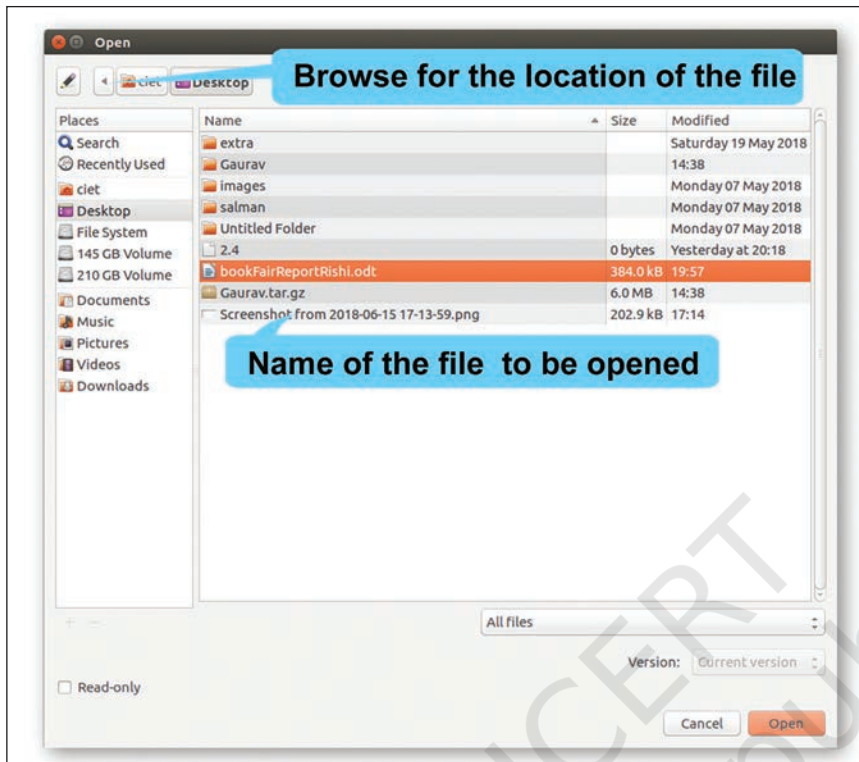 Open
Browse for the location of the file
ciet Desktop
Places Name Size Modified
Search extra Saturday 19 May 2018
Recently Used Gaurav 14:38
ciet images Monday 07 May 2018
Desktop salman Monday 07 May 2018
File System Untitled Folder Monday 07 May 2018
145 GB Volume 2.4 0 bytes Yesterday at 20:18
210 GB Volume bookFairReportRishi.odt 384.0 kB 19:57
Documents Gaurav.tar.gz 6.0 MB 14:38
Music Screenshot from 2018-06-15 17-13-59.png 202.9 kB 17:14
Pictures
Videos
Downloads
Name of the file to be opened
All files
Version: Current version
Read-only
Cancel Open